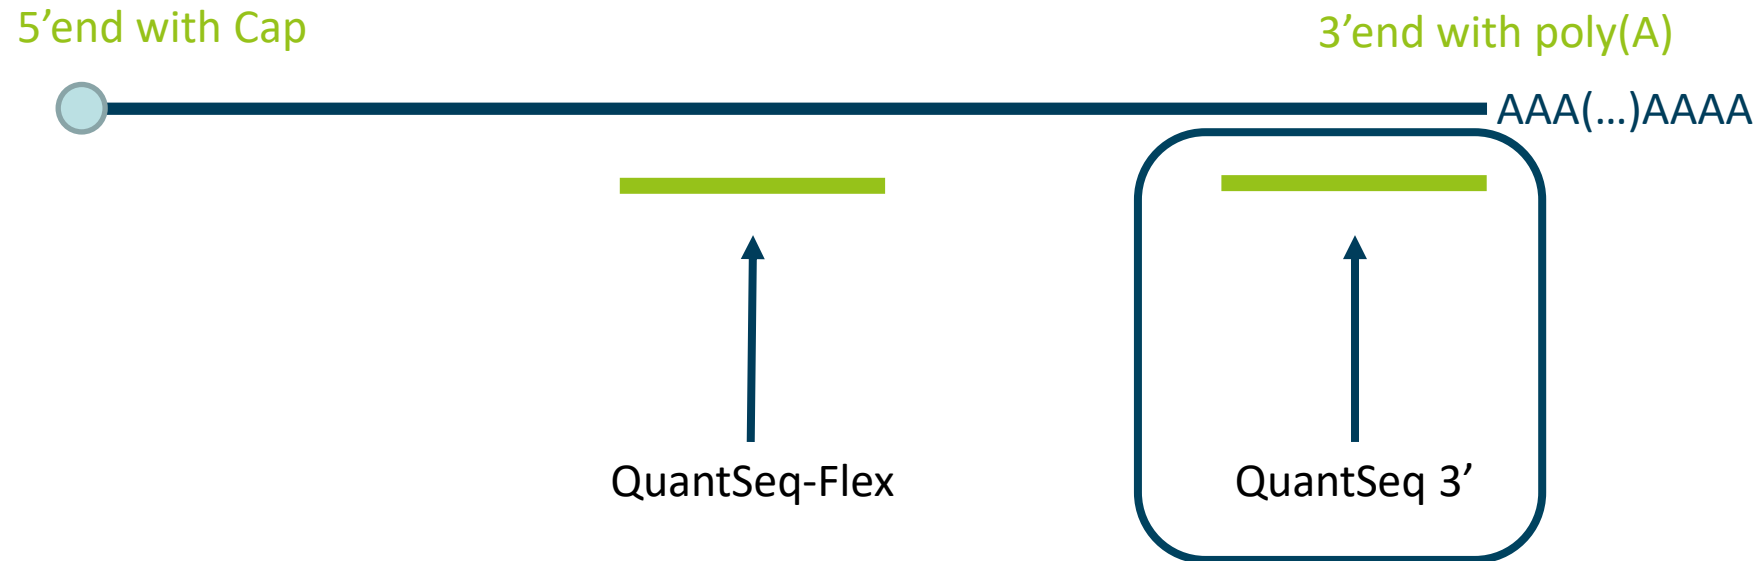 5’end with Cap
3’end with poly(A)
AAA(…)AAAA
QuantSeq-Flex
QuantSeq 3’